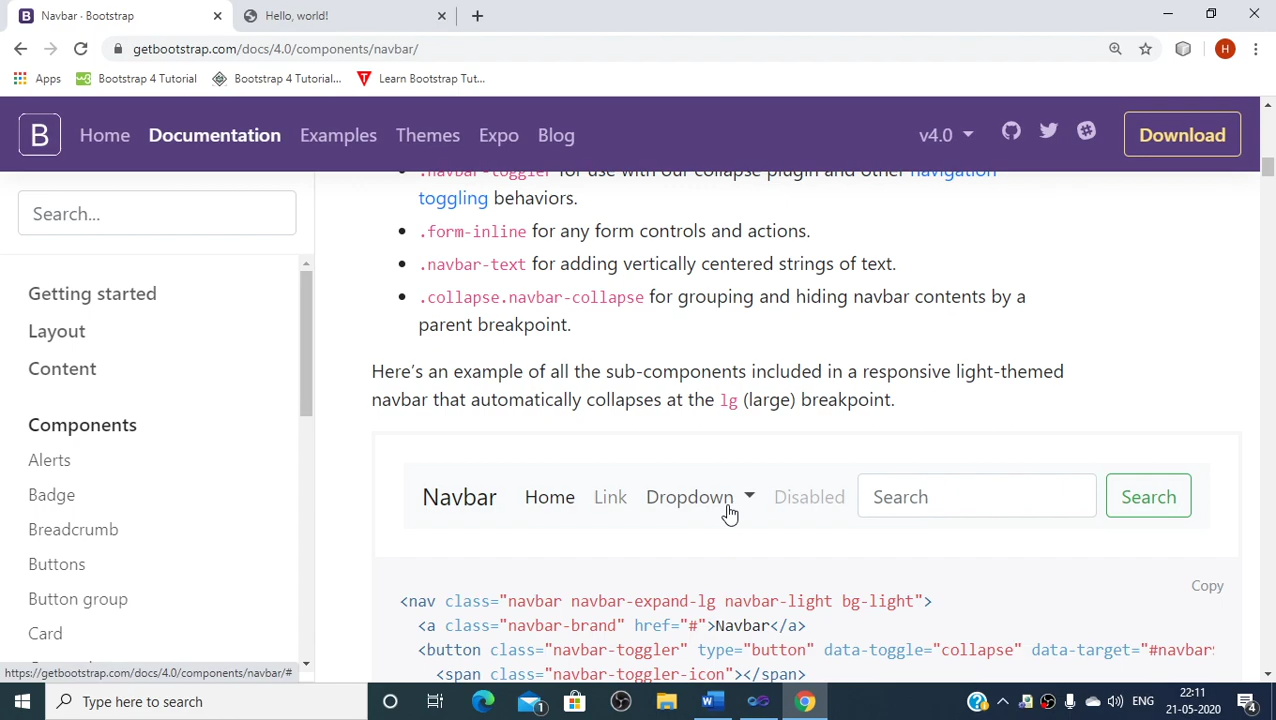 Navbar · Bootstrap
Hello, world!
getbootstrap.com/docs/4.0/components/navbar/
H
Apps
Bootstrap 4 Tutorial
Bootstrap 4 Tutorial...
Learn Bootstrap Tut...
B
Home
Documentation
Examples
Themes
Expo
Blog
v4.0
Download
Search...
Getting started
Layout
Content
Components
Alerts
Badge
Breadcrumb
Buttons
Button group
Card
.navbar-toggler for use with our collapse plugin and other navigation
toggling behaviors.
.form-inline for any form controls and actions.
.navbar-text for adding vertically centered strings of text.
.collapse.navbar-collapse for grouping and hiding navbar contents by a
parent breakpoint.
Here's an example of all the sub-components included in a responsive light-themed
navbar that automatically collapses at the lg (large) breakpoint.
Navbar
Home
Link
Dropdown
Disabled
Search
Search
Copy
<nav class="navbar navbar-expand-lg navbar-light bg-light">
<a class="navbar-brand" href="#">Navbar</a>
<button class="navbar-toggler" type="button" data-toggle="collapse" data-target="#navbar
<span class="navbar-toggler-icon"></span>
https://getbootstrap.com/docs/4.0/components/navbar/#
Type here to search
1
ENG
22:11
21-05-2020
4